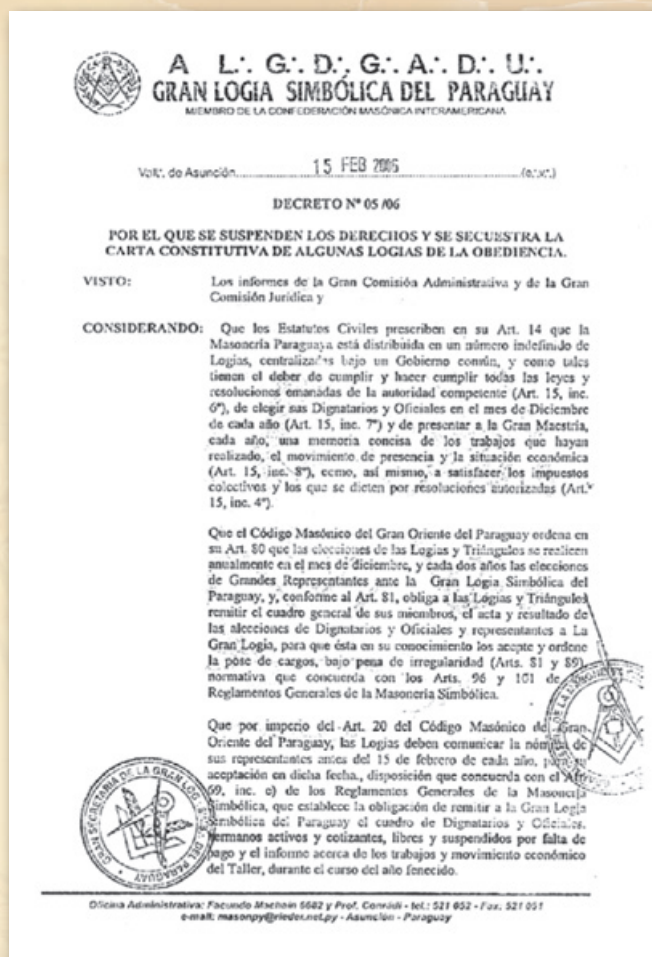 A L∴ G∴ D∴ G∴ A∴ D∴ U∴
GRAN LOGIA SIMBÓLICA DEL PARAGUAY
MIEMBRO DE LA CONFEDERACIÓN MASÓNICA INTERAMERICANA
Vall∴ de Asunción 15 FEB 2006 (e∴v∴)
DECRETO Nº 05 /06
POR EL QUE SE SUSPENDEN LOS DERECHOS Y SE SECUESTRA LA
CARTA CONSTITUTIVA DE ALGUNAS LOGIAS DE LA OBEDIENCIA.
VISTO: Los informes de la Gran Comisión Administrativa y de la Gran
Comisión Jurídica y
CONSIDERANDO: Que los Estatutos Civiles prescriben en su Art. 14 que la
Masonería Paraguaya está distribuida en un número indefinido de
Logias, centralizadas bajo un Gobierno común, y como tales
tienen el deber de cumplir y hacer cumplir todas las leyes y
resoluciones emanadas de la autoridad competente (Art. 15, inc.
6º), de elegir sus Dignatarios y Oficiales en el mes de Diciembre
de cada año (Art. 15, inc. 7º) y de presentar a la Gran Maestría,
cada año, una memoria concisa de los trabajos que hayan
realizado, el movimiento de presencia y la situación económica
(Art. 15, inc. 8º), como, así mismo, a satisfacer los impuestos
colectivos y los que se dicten por resoluciones autorizadas (Art.
15, inc. 4º).
Que el Código Masónico del Gran Oriente del Paraguay ordena en
su Art. 80 que las elecciones de las Logias y Triángulos se realicen
anualmente en el mes de diciembre, y cada dos años las elecciones
de Grandes Representantes ante la Gran Logia Simbólica del
Paraguay, y, conforme al Art. 81, obliga a las Logias y Triángulos
remitir el cuadro general de sus miembros, el acta y resultado de
las elecciones de Dignatarios y Oficiales y representantes a La
Gran Logia, para que ésta en su conocimiento los acepte y ordene
la pose de cargos, bajo pena de irregularidad (Arts. 81 y 89),
normativa que concuerda con los Arts. 96 y 101 de
Reglamentos Generales de la Masonería Simbólica.
Que por imperio del Art. 20 del Código Masónico del Gran
Oriente del Paraguay, las Logias deben comunicar la nómina de
sus representantes antes del 15 de febrero de cada año, para su
aceptación en dicha fecha, disposición que concuerda con el Art.
69, inc. c) de los Reglamentos Generales de la Masonería
Simbólica, que establece la obligación de remitir a la Gran Logia
Simbólica del Paraguay el cuadro de Dignatarios y Oficiales,
hermanos activos y cotizantes, libres y suspendidos por falta de
pago y el informe acerca de los trabajos y movimiento económico
del Taller, durante el curso del año fenecido.
GRAN SECRETARIA DE LA GRAN LOGIA DEL PARAGUAY
Oficina Administrativa: Facundo Machain 5682 y Prof. Conradi - tel.: 521 052 - Fax: 521 051
e-mail: masonpy@rieder.net.py - Asunción - Paraguay